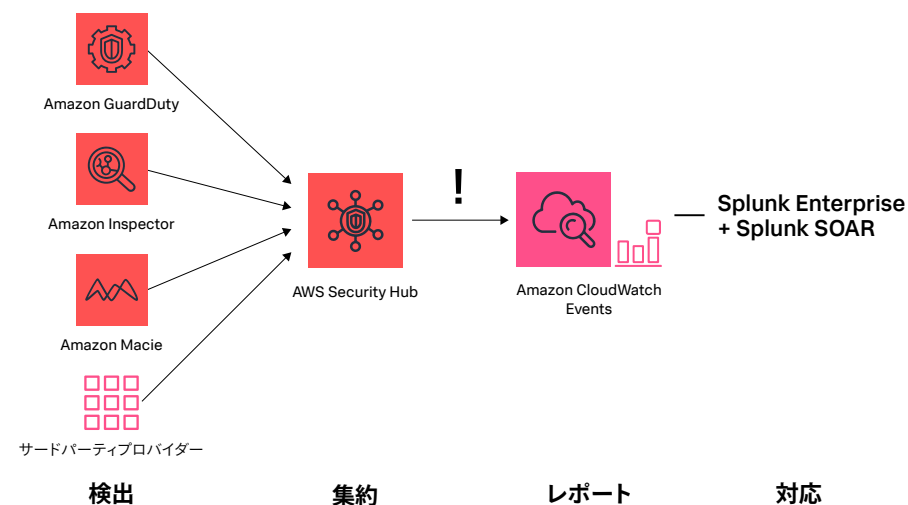 Amazon GuardDuty
Amazon Inspector
Amazon Macie
サードパーティプロバイダー
AWS Security Hub
!
Amazon CloudWatch
Events
Splunk Enterprise
+ Splunk SOAR
検出
集約
レポート
対応